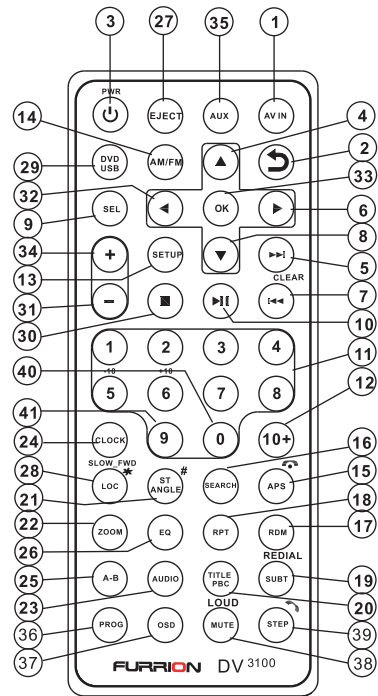 3 27 35 1
PWR
EJECT AUX AV IN
14 4
DVD USB AM/FM 2
29 33
32 OK 6
9 SEL 8
34 + SETUP 5
13 CLEAR
31 - 7
30 10
1 2 3 4 11
-10 +10
40 5 6 7 8 12
41 9 0 10+
24 CLOCK 16
SLOW_FWD * #
28 LOC ST ANGLE SEARCH APS 15
21 18
22 ZOOM EQ RPT RDM 17
26 REDIAL
25 A-B AUDIO TITLE PBC SUBT 19
23 LOUD 20
36 PROG OSD MUTE STEP 39
37 38
FURRION DV 3100